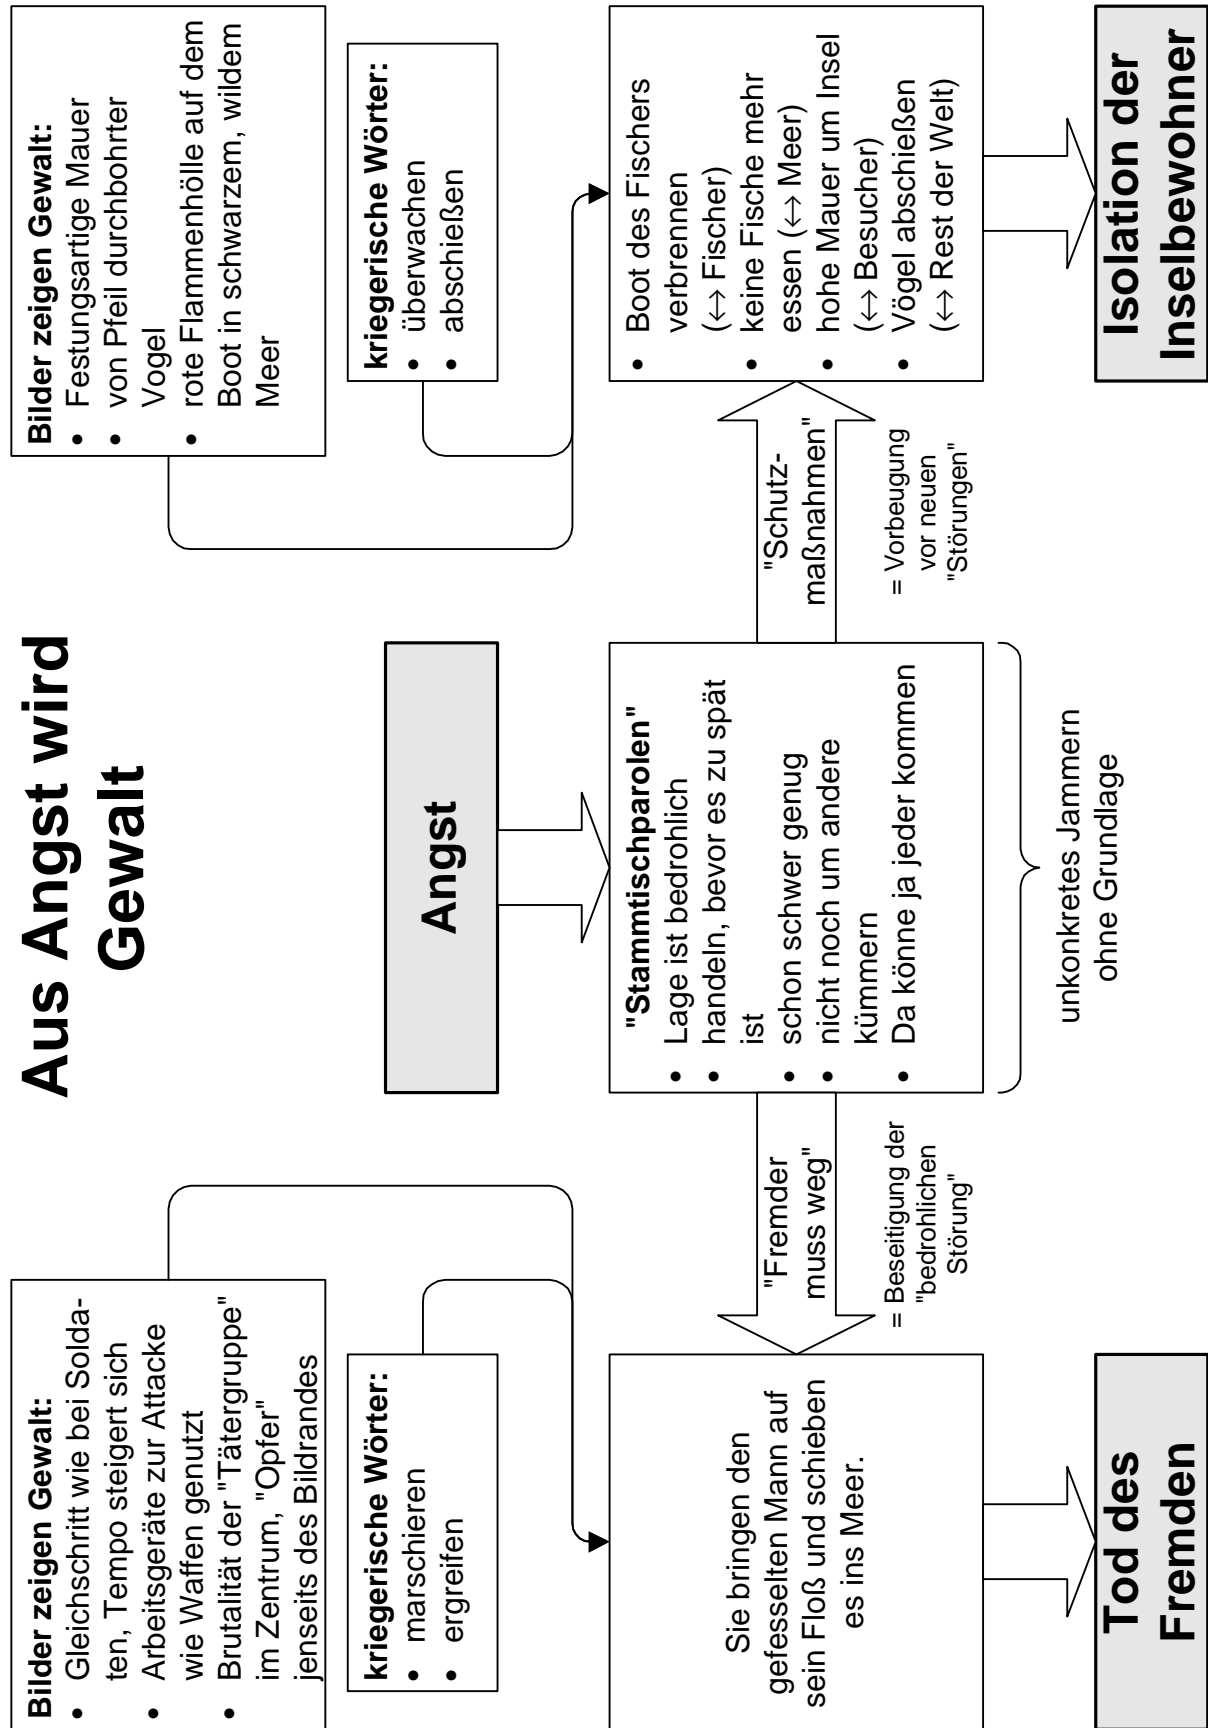 Aus Angst wird
Gewalt
Bilder zeigen Gewalt:
• Gleichschritt wie bei Solda-
ten, Tempo steigert sich
• Arbeitsgeräte zur Attacke
wie Waffen genutzt
• Brutalität der "Tätergruppe"
im Zentrum, "Opfer"
jenseits des Bildrandes
kriegerische Wörter:
• marschieren
• ergreifen
Sie bringen den
gefesselten Mann auf
sein Floß und schieben
es ins Meer.
Tod des
Fremden
"Fremder
muss weg"
= Beseitigung der
"bedrohlichen
Störung"
Angst
"Stammtischparolen"
• Lage ist bedrohlich
• handeln, bevor es zu spät
ist
• schon schwer genug
• nicht noch um andere
kümmern
• Da könne ja jeder kommen
unkonkretes Jammern
ohne Grundlage
"Schutz-
maßnahmen"
= Vorbeugung
vor neuen
"Störungen"
Bilder zeigen Gewalt:
• Festungsartige Mauer
• von Pfeil durchbohrter
Vogel
• rote Flammenhölle auf dem
Boot in schwarzem, wildem
Meer
kriegerische Wörter:
• überwachen
• abschießen
• Boot des Fischers
verbrennen
(↔ Fischer)
• keine Fische mehr
essen (↔ Meer)
• hohe Mauer um Insel
(↔ Besucher)
• Vögel abschießen
(↔ Rest der Welt)
Isolation der
Inselbewohner